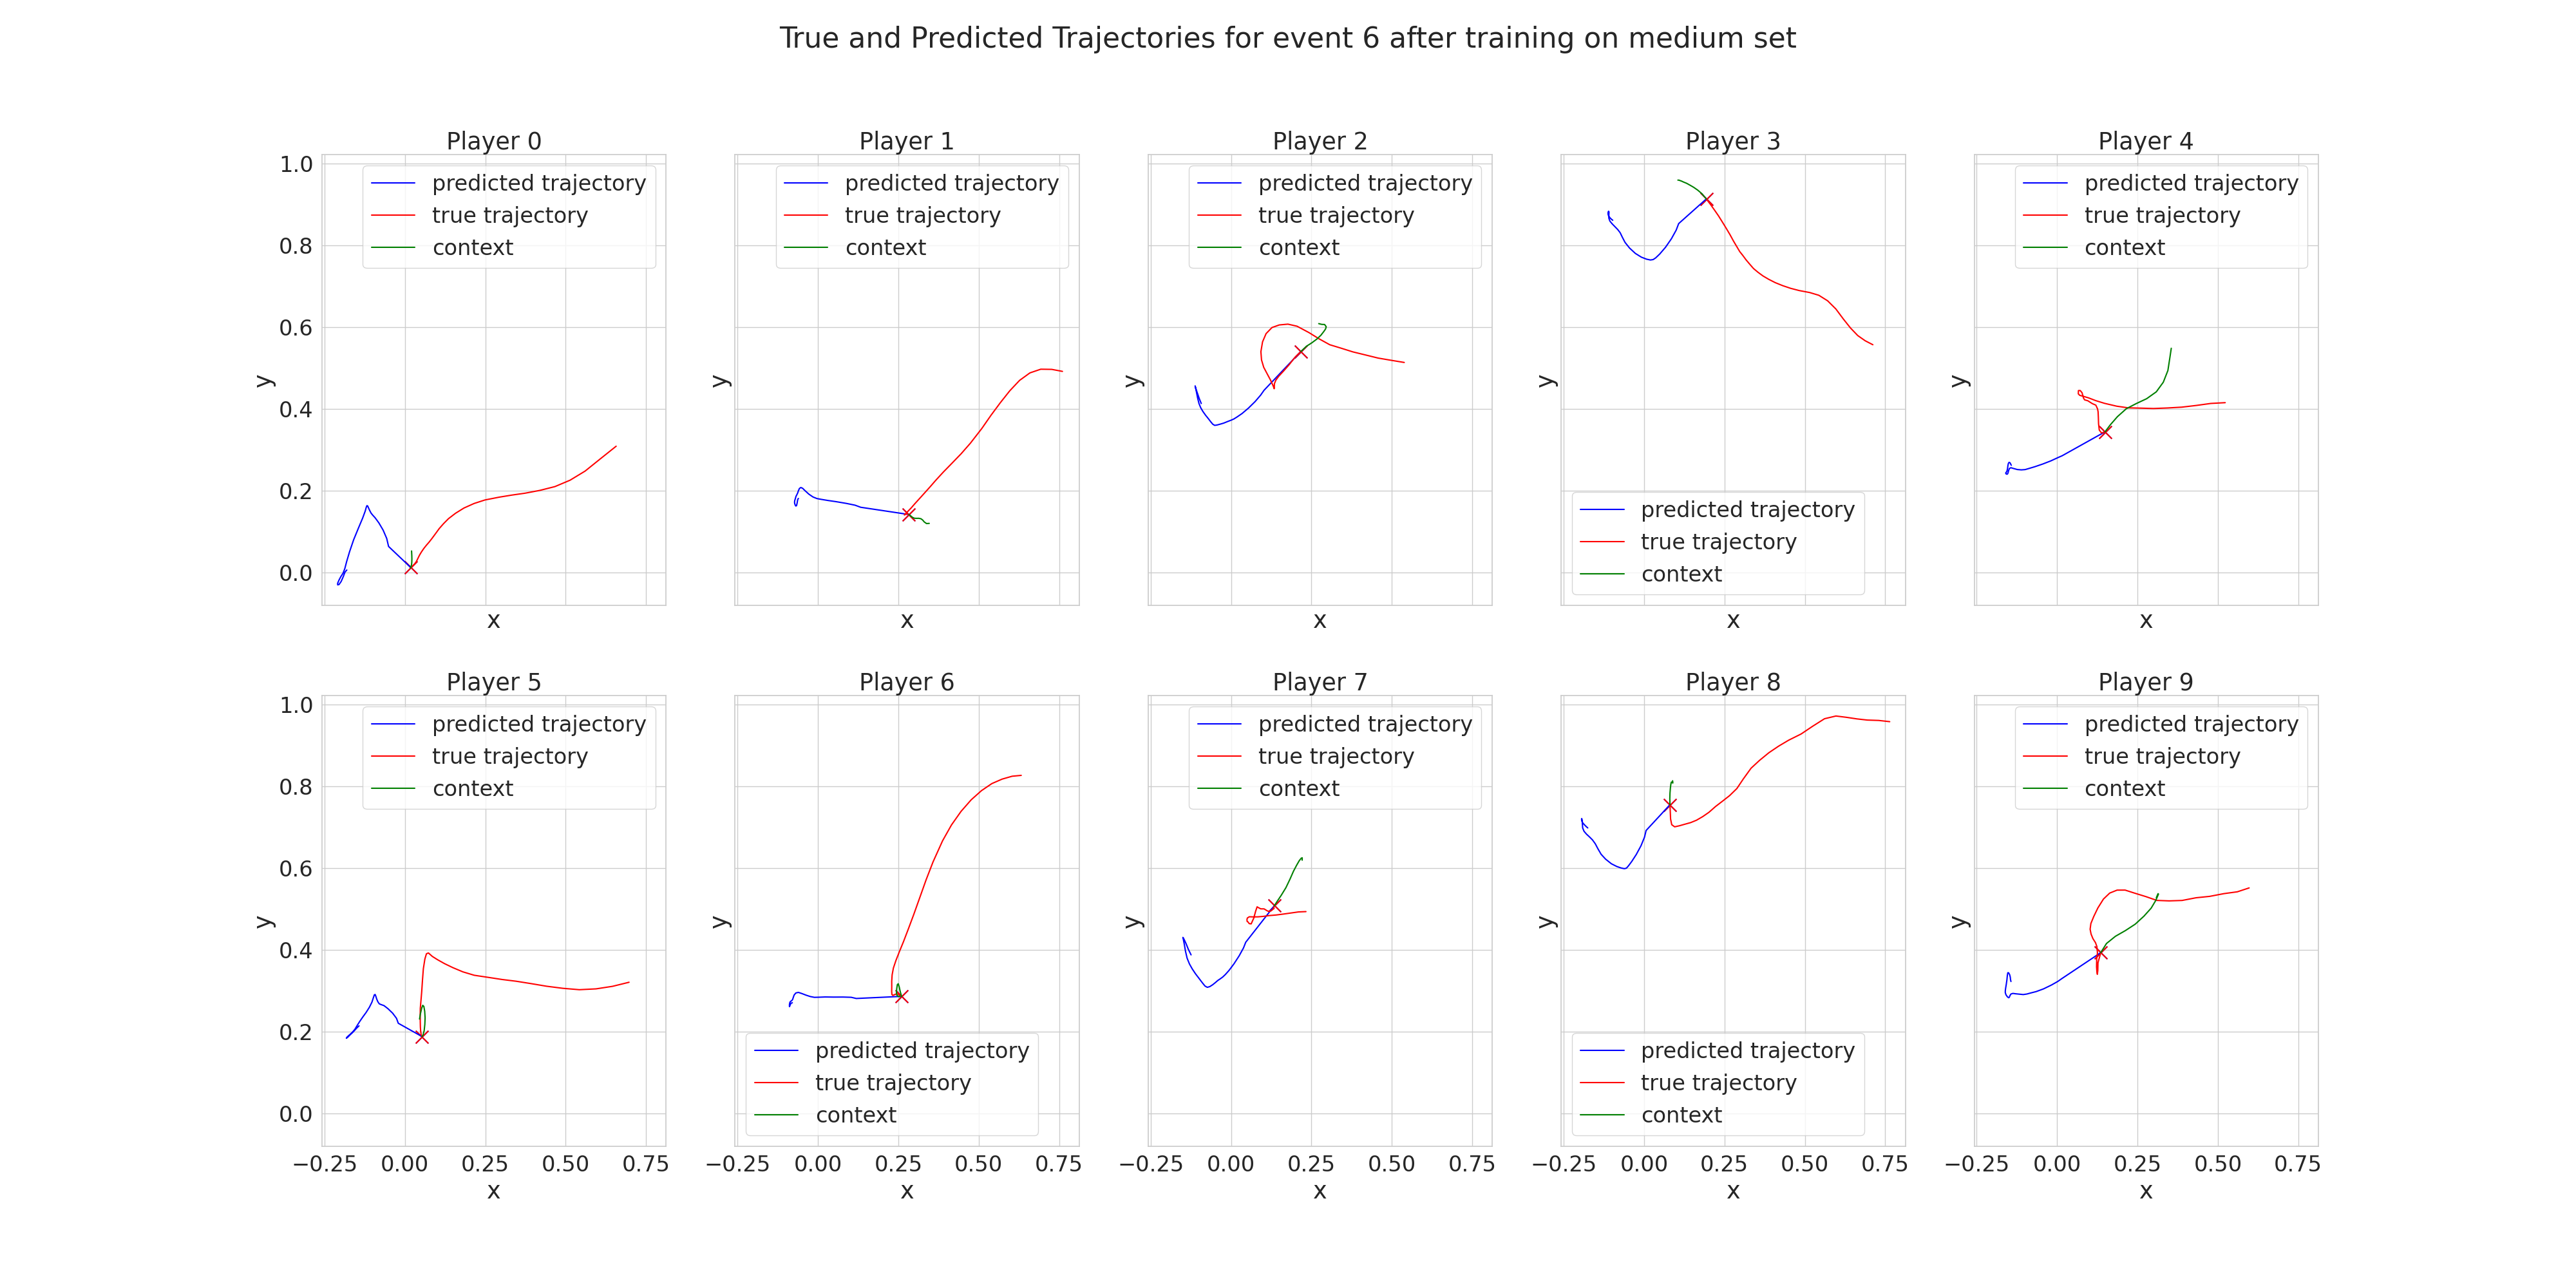 True and Predicted Trajectories for event 6 after training on medium set
Player 0
Player 1
Player 2
Player 3
Player 4
1.0
0.8
0.6
0.4
0.2
0.0
y
y
y
y
y
predicted trajectory
true trajectory
context
predicted trajectory
true trajectory
context
predicted trajectory
true trajectory
context
predicted trajectory
true trajectory
context
predicted trajectory
true trajectory
context
x
x
x
x
x
Player 5
Player 6
Player 7
Player 8
Player 9
1.0
0.8
0.6
0.4
0.2
0.0
y
y
y
y
y
predicted trajectory
true trajectory
context
predicted trajectory
true trajectory
context
predicted trajectory
true trajectory
context
predicted trajectory
true trajectory
context
predicted trajectory
true trajectory
context
−0.25 0.00 0.25 0.50 0.75
−0.25 0.00 0.25 0.50 0.75
−0.25 0.00 0.25 0.50 0.75
−0.25 0.00 0.25 0.50 0.75
−0.25 0.00 0.25 0.50 0.75
x
x
x
x
x